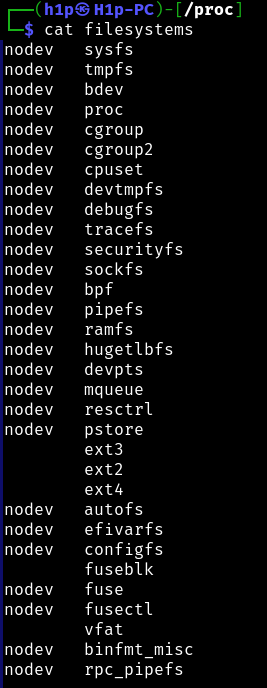 ┌──(h1p㉿H1p-PC)-[/proc]
└─$ cat filesystems
nodev   sysfs
nodev   tmpfs
nodev   bdev
nodev   proc
nodev   cgroup
nodev   cgroup2
nodev   cpuset
nodev   devtmpfs
nodev   debugfs
nodev   tracefs
nodev   securityfs
nodev   sockfs
nodev   bpf
nodev   pipefs
nodev   ramfs
nodev   hugetlbfs
nodev   devpts
nodev   mqueue
nodev   resctrl
nodev   pstore
        ext3
        ext2
        ext4
nodev   autofs
nodev   efivarfs
nodev   configfs
        fuseblk
nodev   fuse
nodev   fusectl
        vfat
nodev   binfmt_misc
nodev   rpc_pipefs